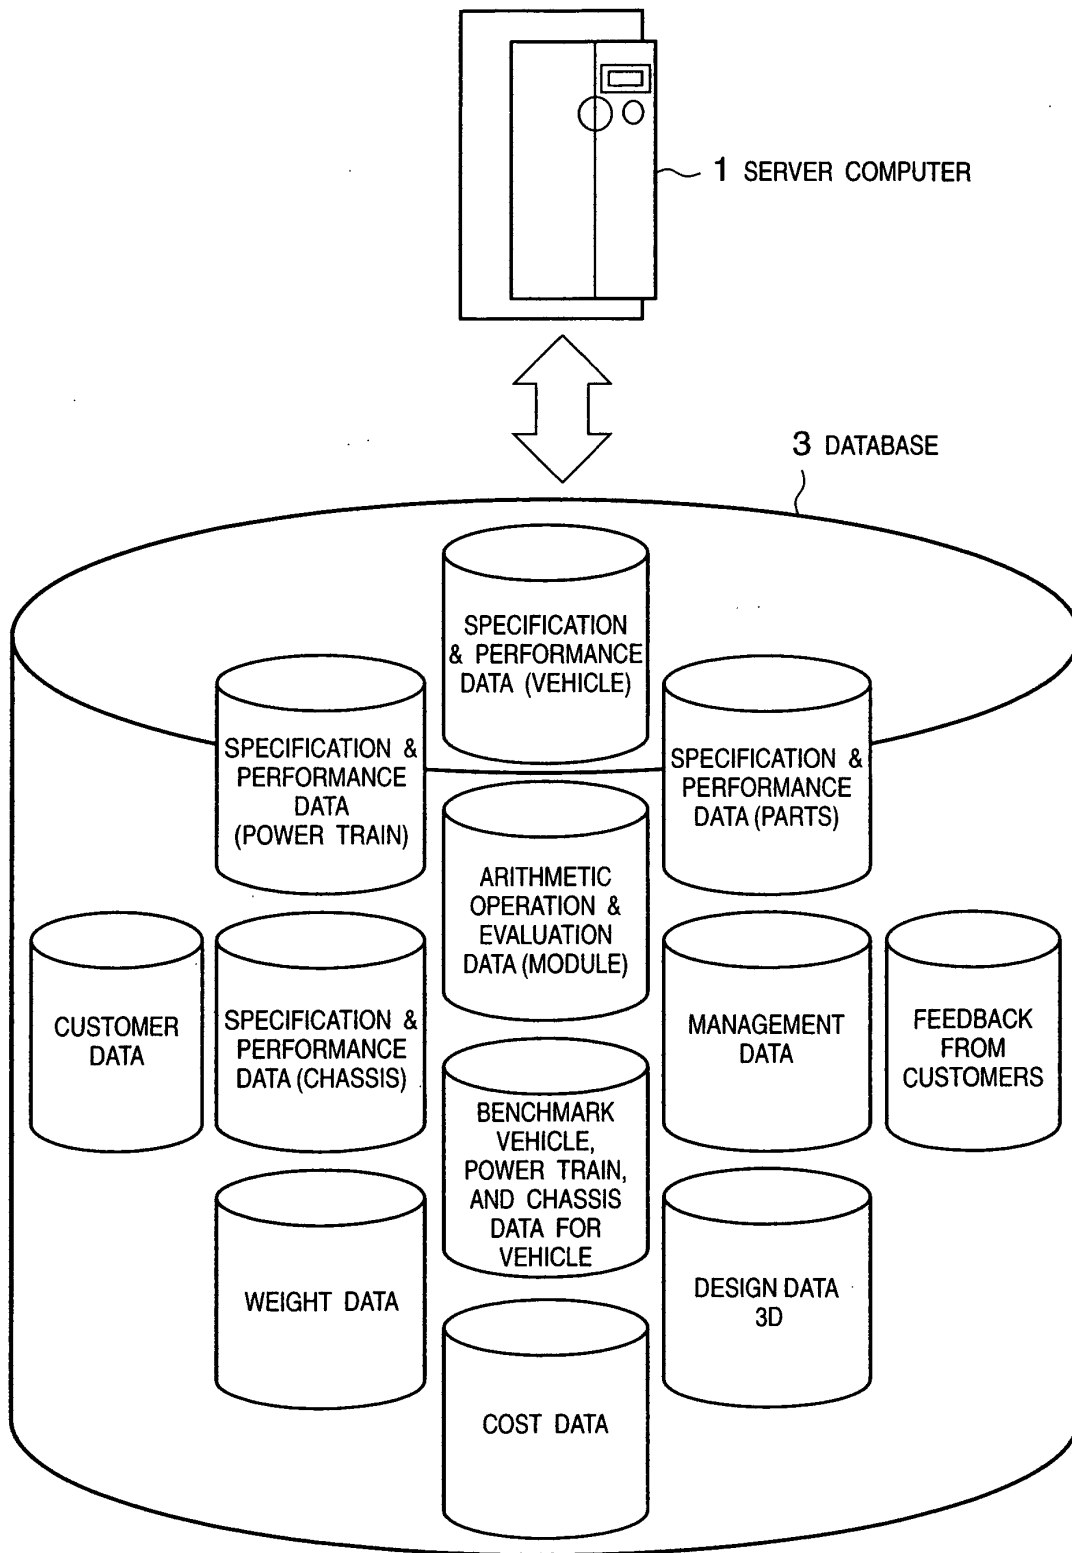 1 SERVER COMPUTER
3 DATABASE
SPECIFICATION
& PERFORMANCE
DATA (VEHICLE)
SPECIFICATION &
PERFORMANCE
DATA
(POWER TRAIN)
SPECIFICATION &
PERFORMANCE
DATA (PARTS)
ARITHMETIC
OPERATION &
EVALUATION
DATA (MODULE)
CUSTOMER
DATA
SPECIFICATION &
PERFORMANCE
DATA (CHASSIS)
MANAGEMENT
DATA
FEEDBACK
FROM
CUSTOMERS
BENCHMARK
VEHICLE,
POWER TRAIN,
AND CHASSIS
DATA FOR
VEHICLE
WEIGHT DATA
DESIGN DATA
3D
COST DATA